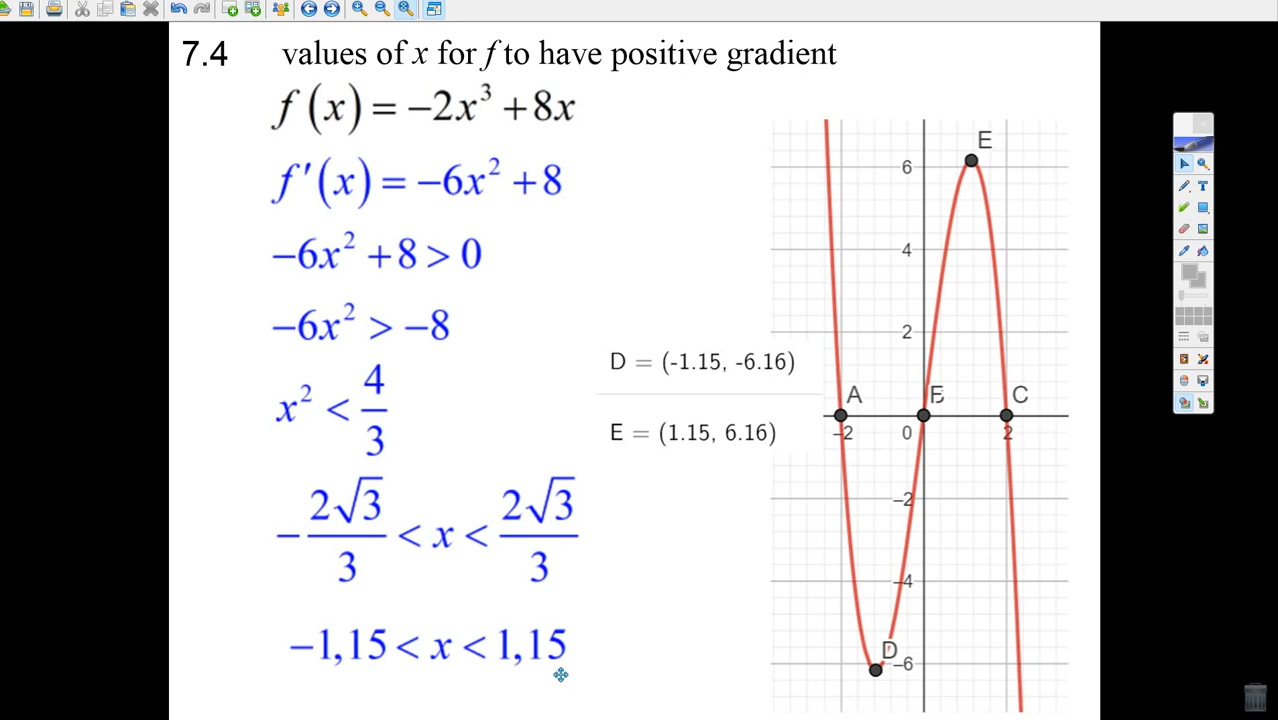 7.4 values of x for f to have positive gradient
f(x) = −2x³ + 8x
f′(x) = −6x² + 8
−6x² + 8 > 0
−6x² > −8
x² < 4/3
−2√3/3 < x < 2√3/3
−1,15 < x < 1,15
D = (-1.15, -6.16)
E = (1.15, 6.16)
E
6
4
2
A
B
C
−2
0
2
−2
−4
D
−6